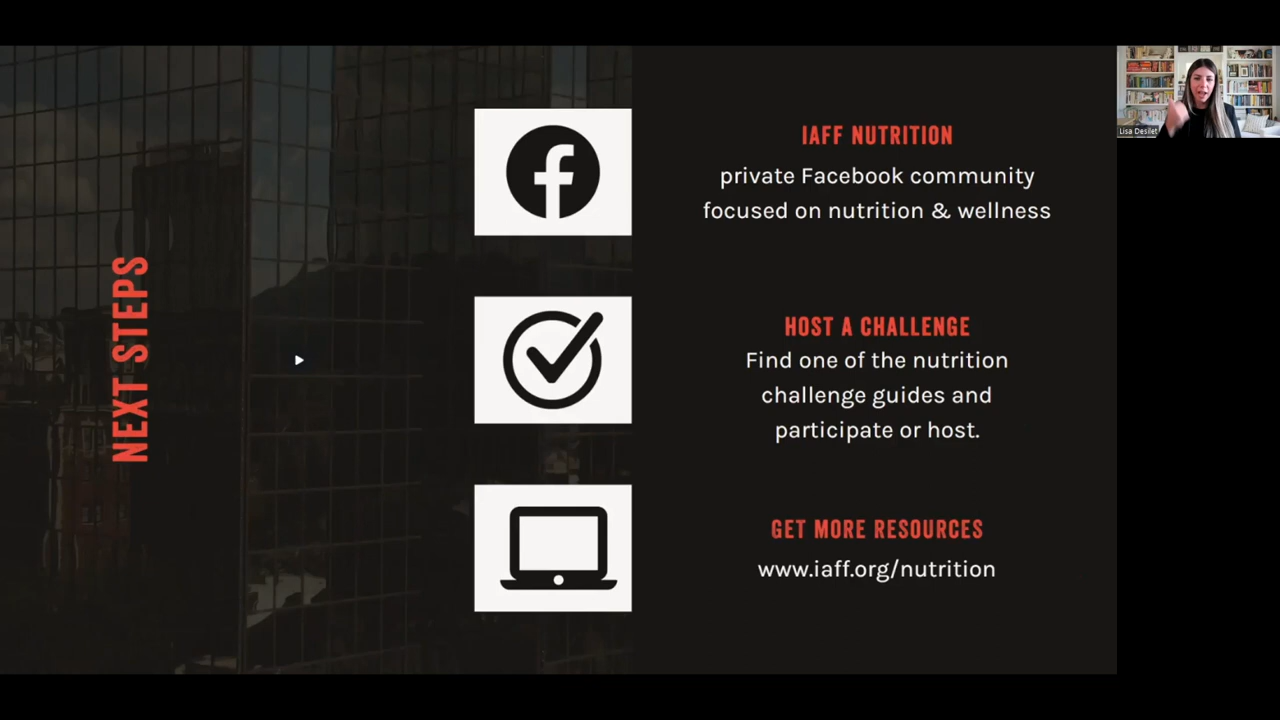 NEXT STEPS
IAFF NUTRITION
private Facebook community
focused on nutrition & wellness
HOST A CHALLENGE
Find one of the nutrition
challenge guides and
participate or host.
GET MORE RESOURCES
www.iaff.org/nutrition
Lisa Desilet